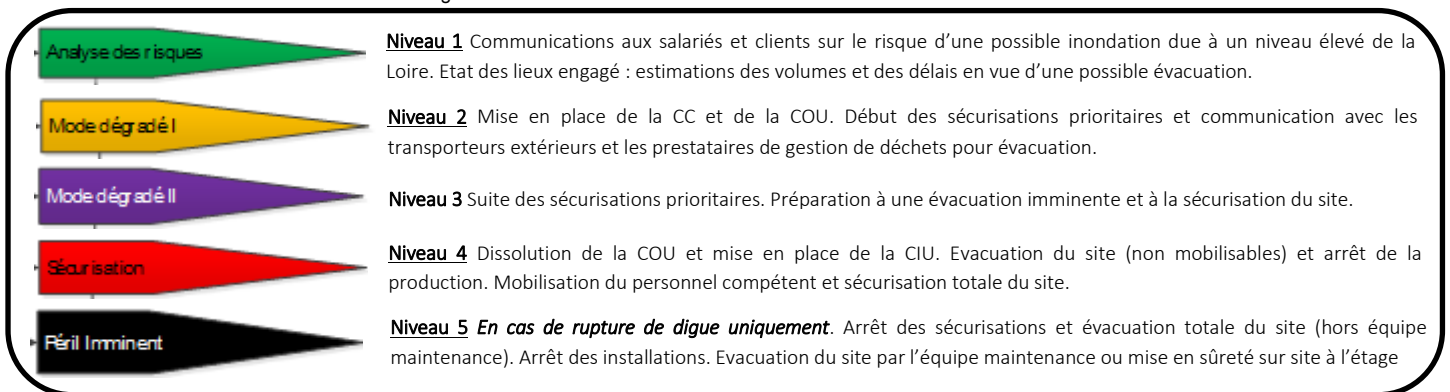 Analyse des risques
Niveau 1 Communications aux salariés et clients sur le risque d’une possible inondation due à un niveau élevé de la
Loire. Etat des lieux engagé : estimations des volumes et des délais en vue d’une possible évacuation.
Mode dégradé I
Niveau 2 Mise en place de la CC et de la COU. Début des sécurisations prioritaires et communication avec les
transporteurs extérieurs et les prestataires de gestion de déchets pour évacuation.
Mode dégradé II
Niveau 3 Suite des sécurisations prioritaires. Préparation à une évacuation imminente et à la sécurisation du site.
Sécurisation
Niveau 4 Dissolution de la COU et mise en place de la CIU. Evacuation du site (non mobilisables) et arrêt de la
production. Mobilisation du personnel compétent et sécurisation totale du site.
Péril Imminent
Niveau 5 En cas de rupture de digue uniquement. Arrêt des sécurisations et évacuation totale du site (hors équipe
maintenance). Arrêt des installations. Evacuation du site par l’équipe maintenance ou mise en sûreté sur site à l’étage